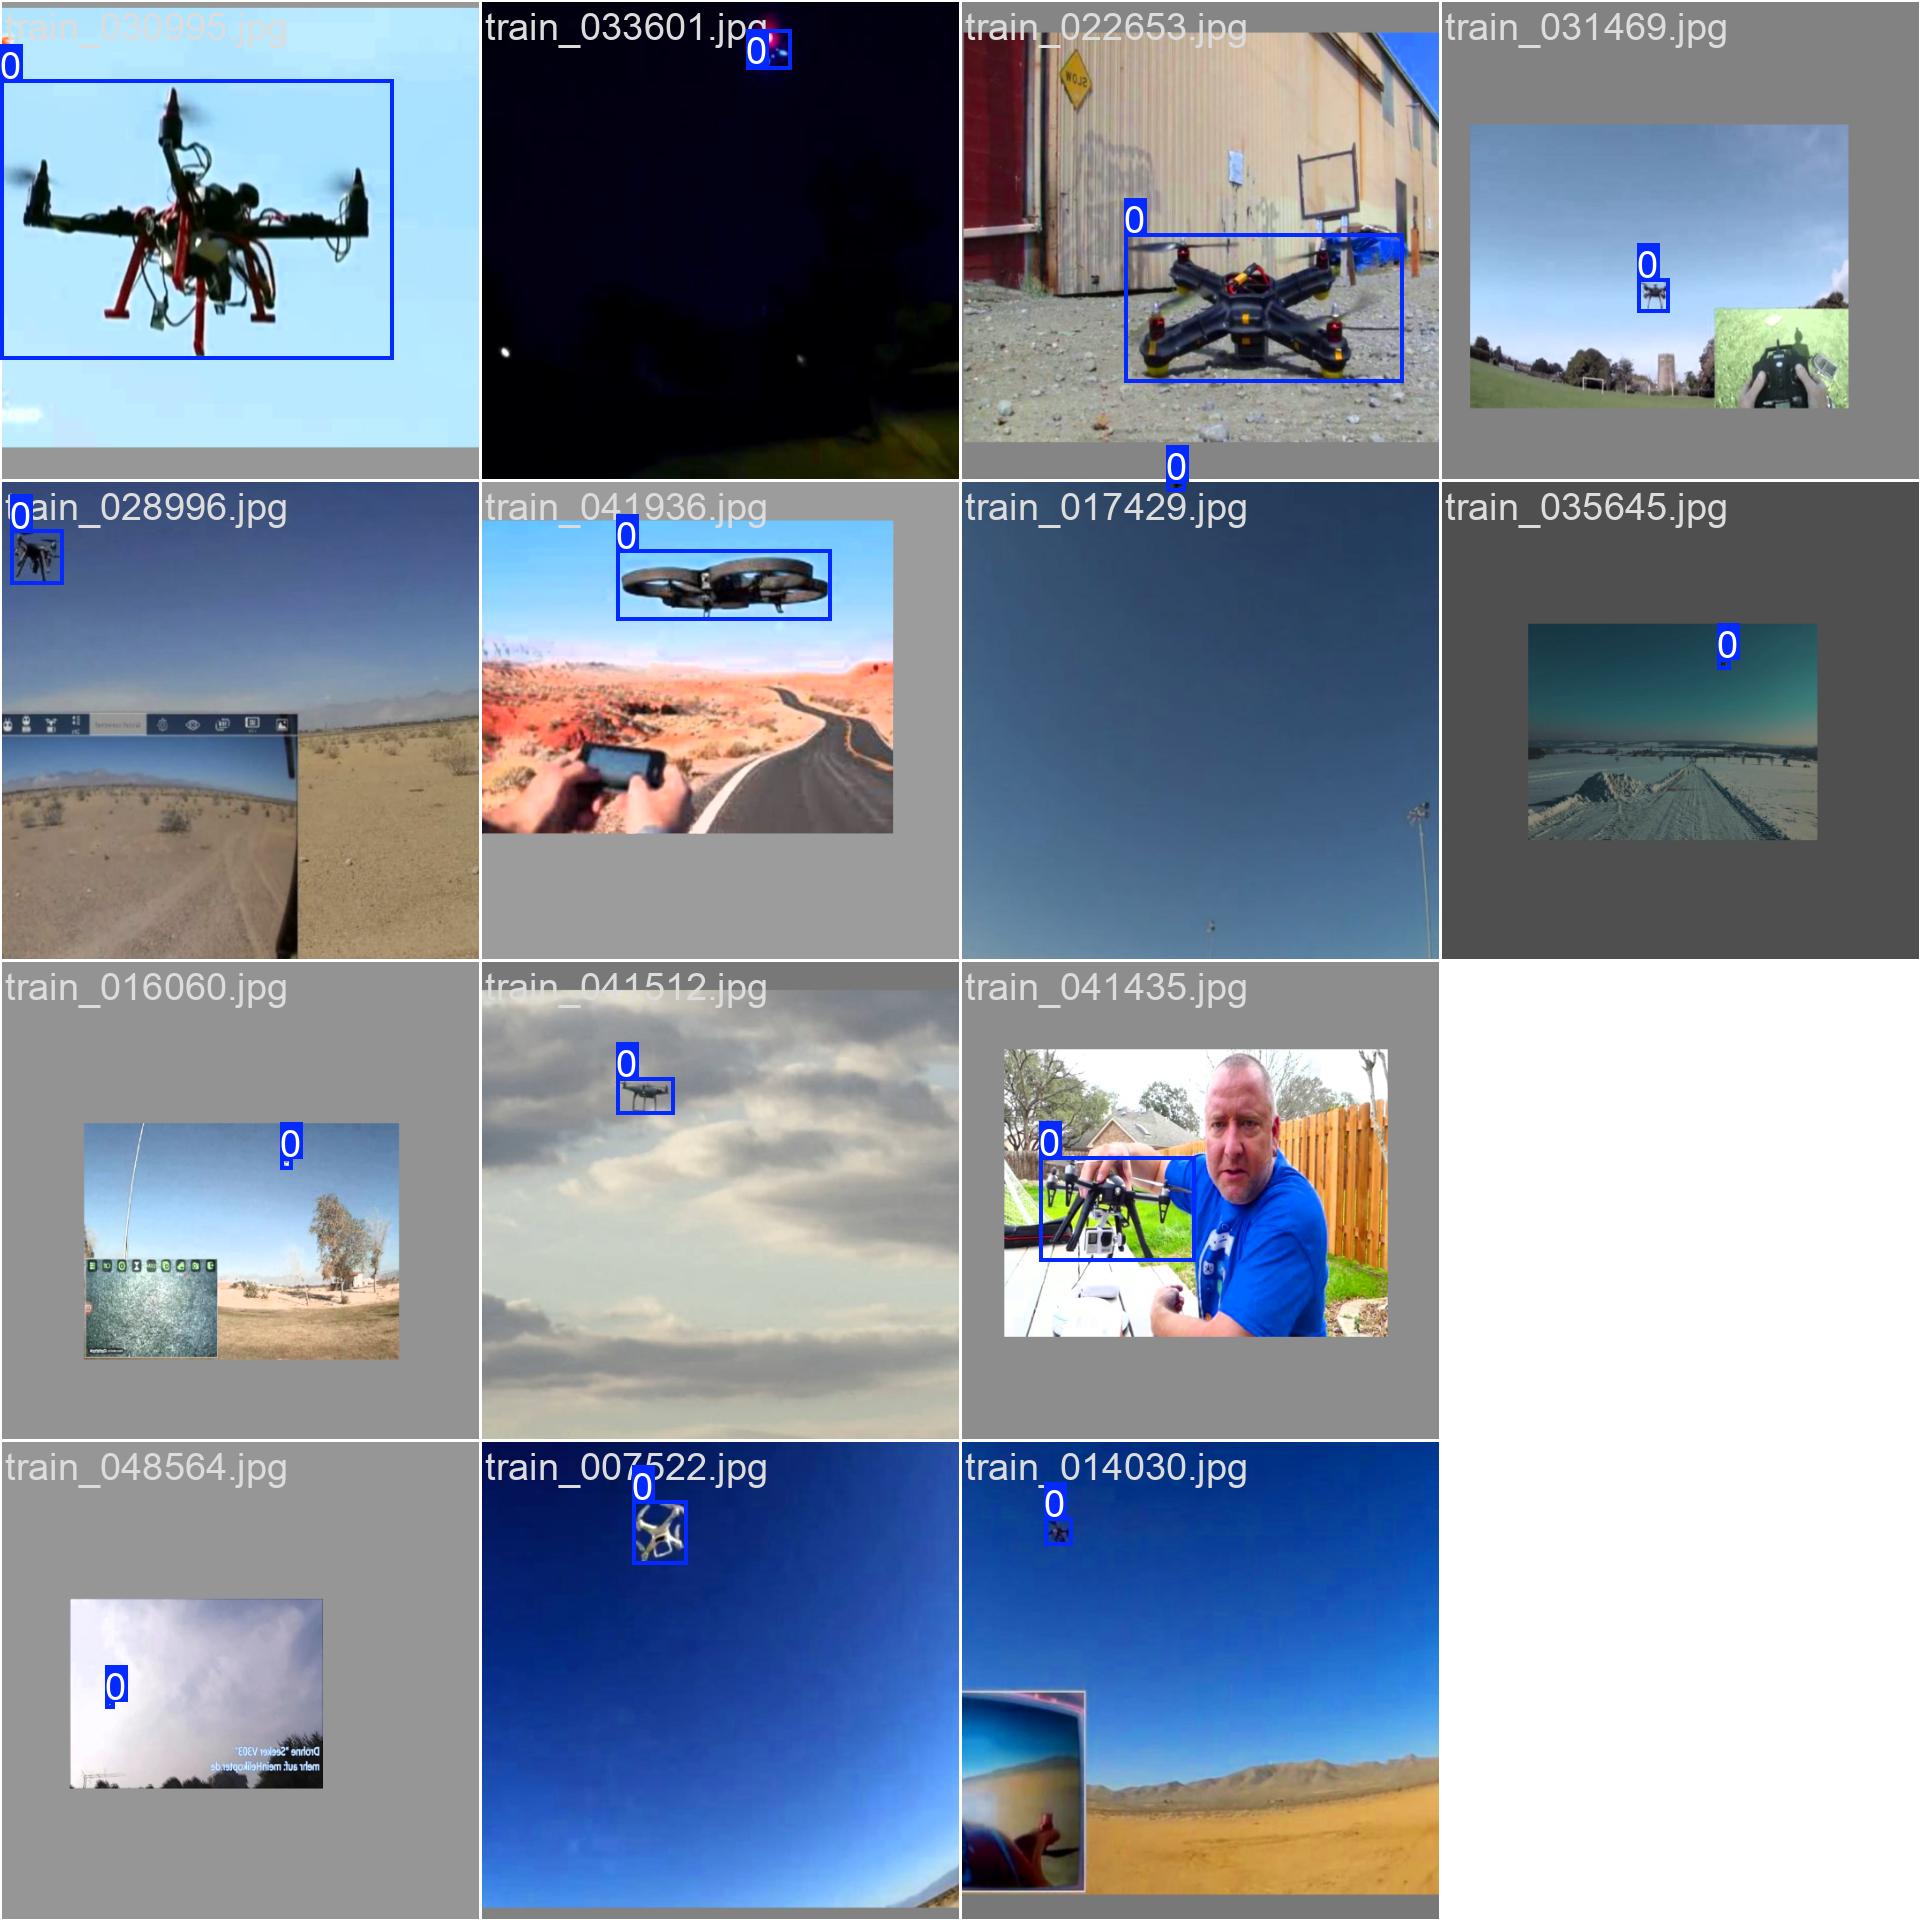 train_030995.jpg
0
train_033601.jpg
0
train_022653.jpg
SLOW
0
train_031469.jpg
0
train_028996.jpg
0
train_041936.jpg
0
train_017429.jpg
0
train_035645.jpg
0
train_016060.jpg
0
train_041512.jpg
0
train_041435.jpg
0
train_048564.jpg
0
Drohne "Seeker V303"
mehr auf: meinHelikopter.de
train_007522.jpg
0
train_014030.jpg
0